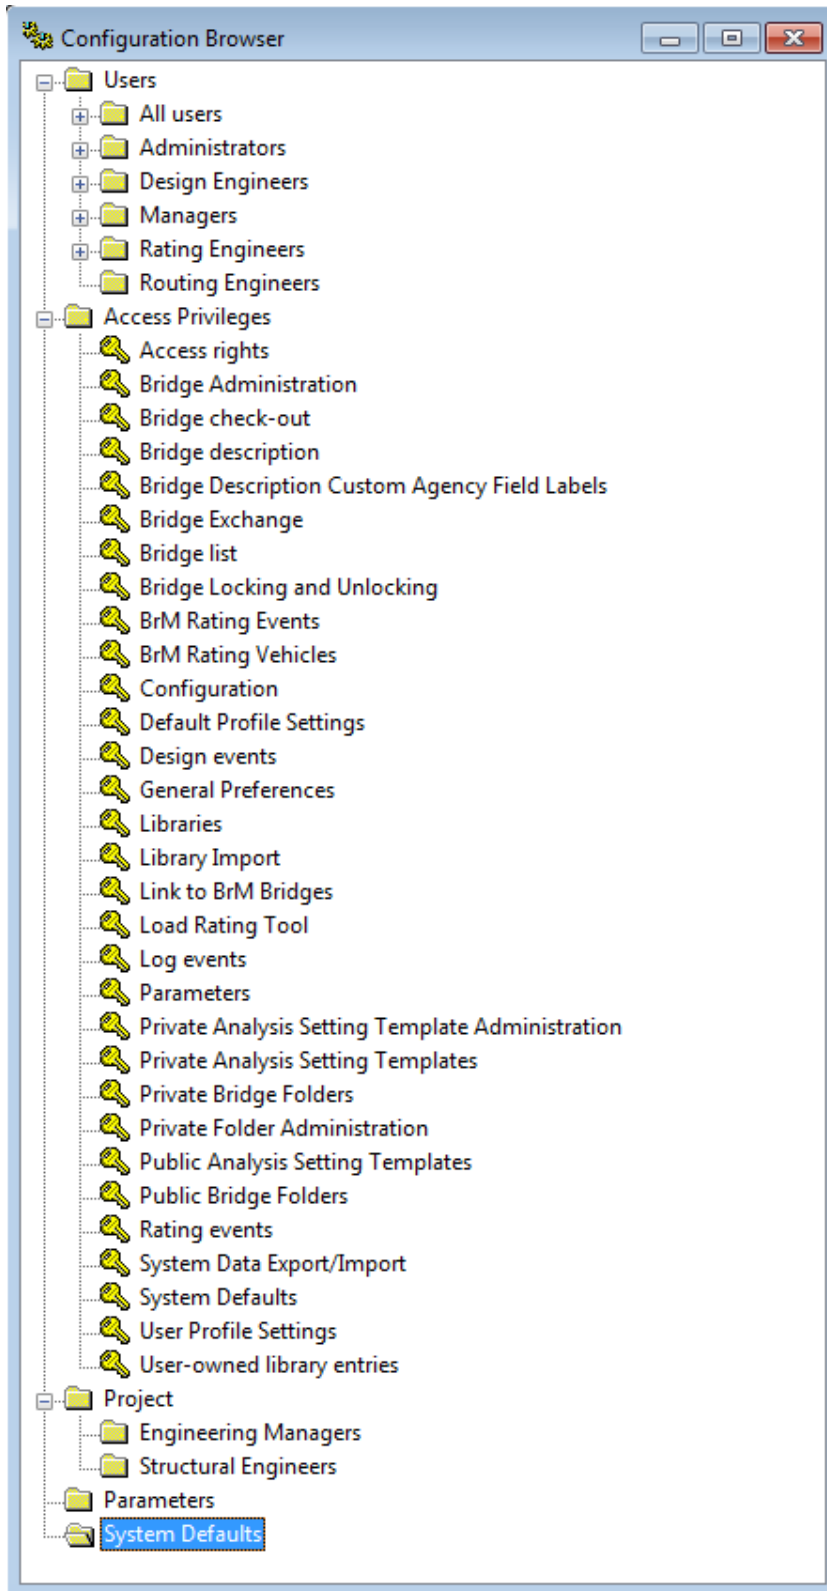 Configuration Browser
Users
All users
Administrators
Design Engineers
Managers
Rating Engineers
Routing Engineers
Access Privileges
Access rights
Bridge Administration
Bridge check-out
Bridge description
Bridge Description Custom Agency Field Labels
Bridge Exchange
Bridge list
Bridge Locking and Unlocking
BrM Rating Events
BrM Rating Vehicles
Configuration
Default Profile Settings
Design events
General Preferences
Libraries
Library Import
Link to BrM Bridges
Load Rating Tool
Log events
Parameters
Private Analysis Setting Template Administration
Private Analysis Setting Templates
Private Bridge Folders
Private Folder Administration
Public Analysis Setting Templates
Public Bridge Folders
Rating events
System Data Export/Import
System Defaults
User Profile Settings
User-owned library entries
Project
Engineering Managers
Structural Engineers
Parameters
System Defaults